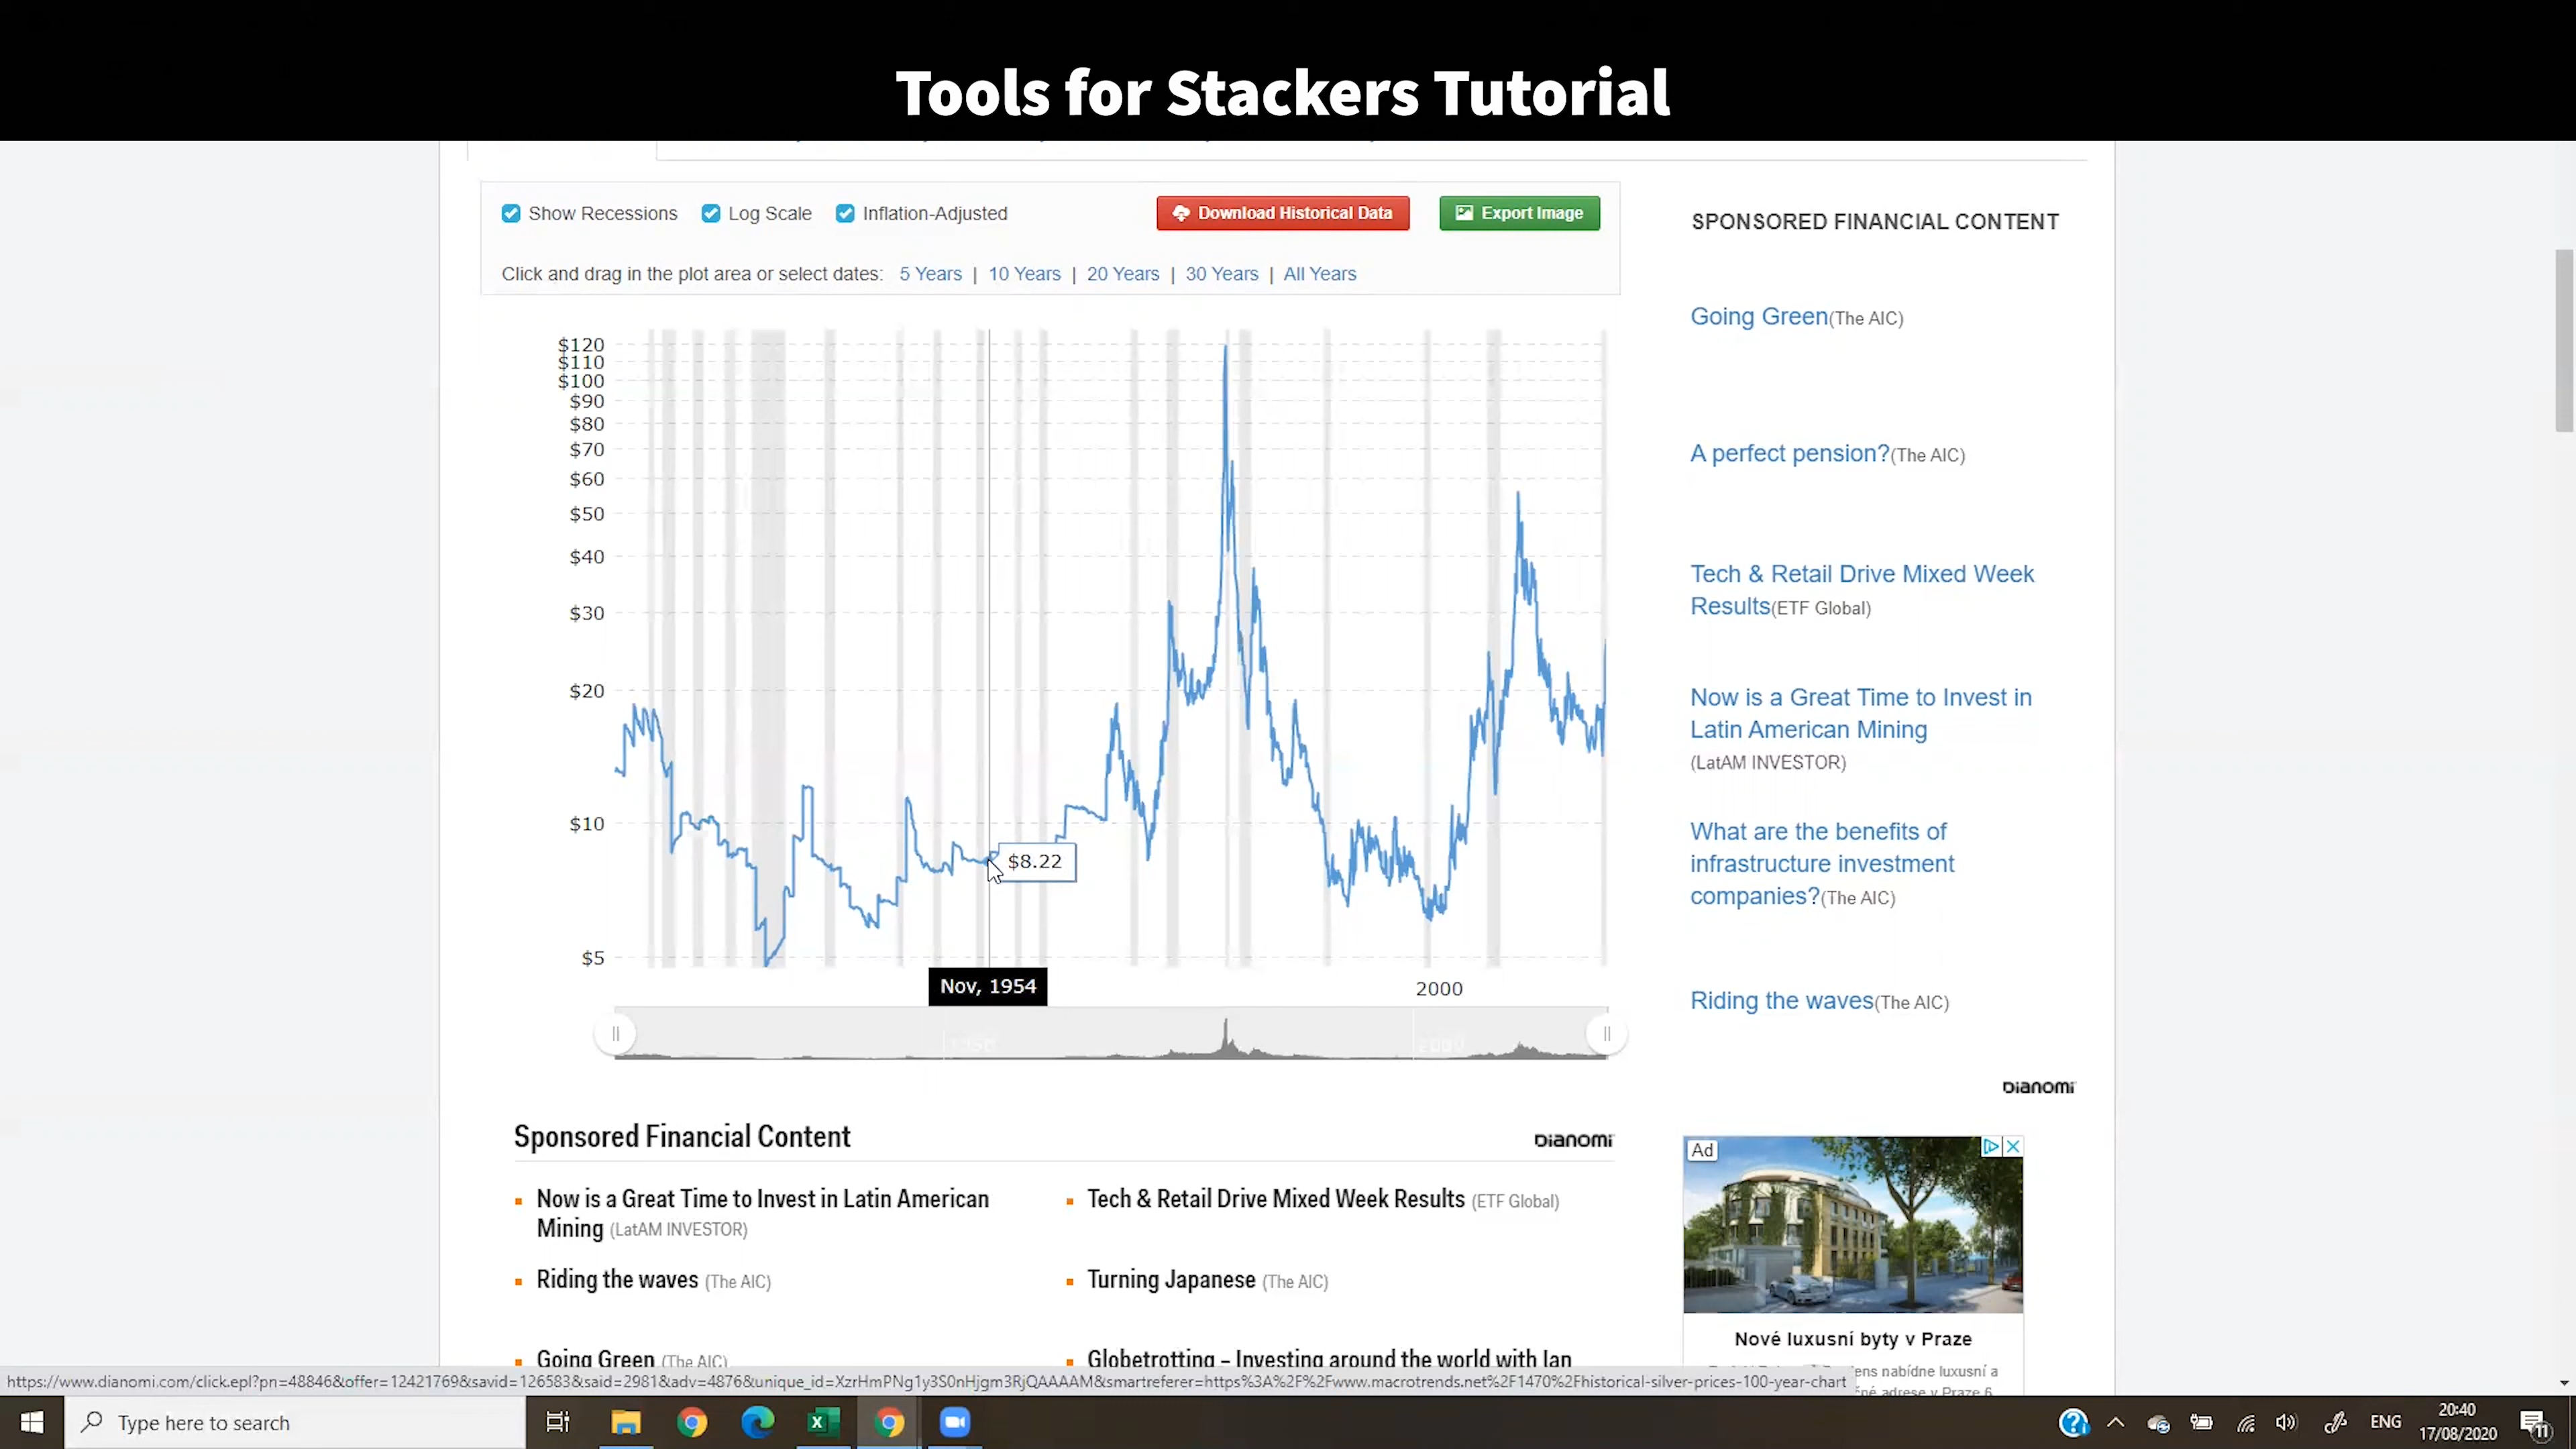 Tools for Stackers Tutorial
Show Recessions Log Scale Inflation-Adjusted Download Historical Data Export Image
Click and drag in the plot area or select dates: 5 Years | 10 Years | 20 Years | 30 Years | All Years
$120
$110
$100
$90
$80
$70
$60
$50
$40
$30
$20
$10
$5
$8.22
Nov, 1954
2000
1950
2000
SPONSORED FINANCIAL CONTENT
Going Green(The AIC)
A perfect pension?(The AIC)
Tech & Retail Drive Mixed Week
Results(ETF Global)
Now is a Great Time to Invest in
Latin American Mining
(LatAM INVESTOR)
What are the benefits of
infrastructure investment
companies?(The AIC)
Riding the waves(The AIC)
DIANOMI
Sponsored Financial Content
DIANOMI
Now is a Great Time to Invest in Latin American
Mining (LatAM INVESTOR)
Tech & Retail Drive Mixed Week Results (ETF Global)
Riding the waves (The AIC)
Turning Japanese (The AIC)
Going Green (The AIC)
Globetrotting – Investing around the world with Ian
Ad
Nové luxusní byty v Praze
nabídne luxusní a
adrese v Praze 6
https://www.dianomi.com/click.epl?pn=48846&offer=12421769&savid=126583&said=2981&adv=4876&unique_id=XzrHmPNg1y3S0nHjgm3RjQAAAAM&smartreferer=https%3A%2F%2Fwww.macrotrends.net%2F1470%2Fhistorical-silver-prices-100-year-chart
Type here to search
ENG
20:40
17/08/2020
11